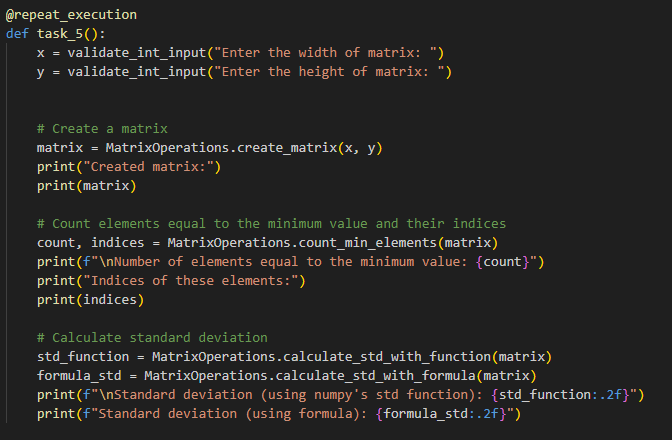 @repeat_execution
def task_5():
    x = validate_int_input("Enter the width of matrix: ")
    y = validate_int_input("Enter the height of matrix: ")
    # Create a matrix
    matrix = MatrixOperations.create_matrix(x, y)
    print("Created matrix:")
    print(matrix)
    # Count elements equal to the minimum value and their indices
    count, indices = MatrixOperations.count_min_elements(matrix)
    print(f"\nNumber of elements equal to the minimum value: {count}")
    print("Indices of these elements:")
    print(indices)
    # Calculate standard deviation
    std_function = MatrixOperations.calculate_std_with_function(matrix)
    formula_std = MatrixOperations.calculate_std_with_formula(matrix)
    print(f"\nStandard deviation (using numpy's std function): {std_function:.2f}")
    print(f"Standard deviation (using formula): {formula_std:.2f}")